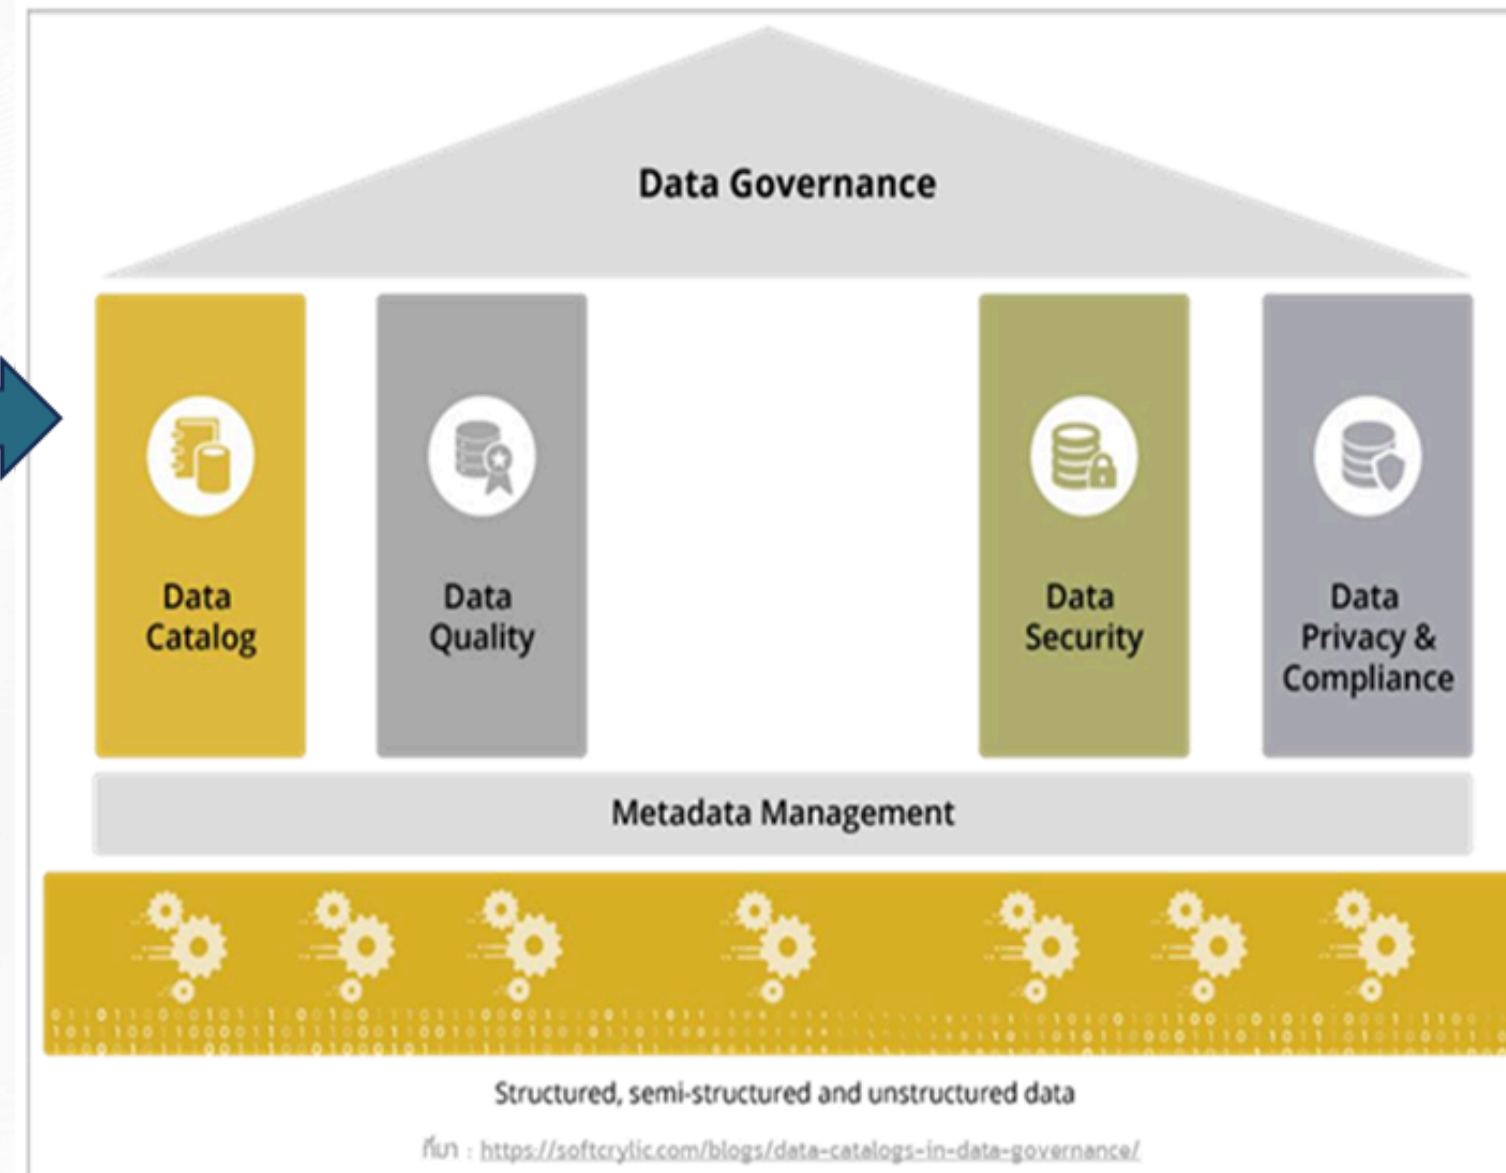 Data Governance
Data
Catalog
Data
Quality
Data
Security
Data
Privacy &
Compliance
Metadata Management
Structured, semi-structured and unstructured data
ที่มา : https://softcrylic.com/blogs/data-catalogs-in-data-governance/